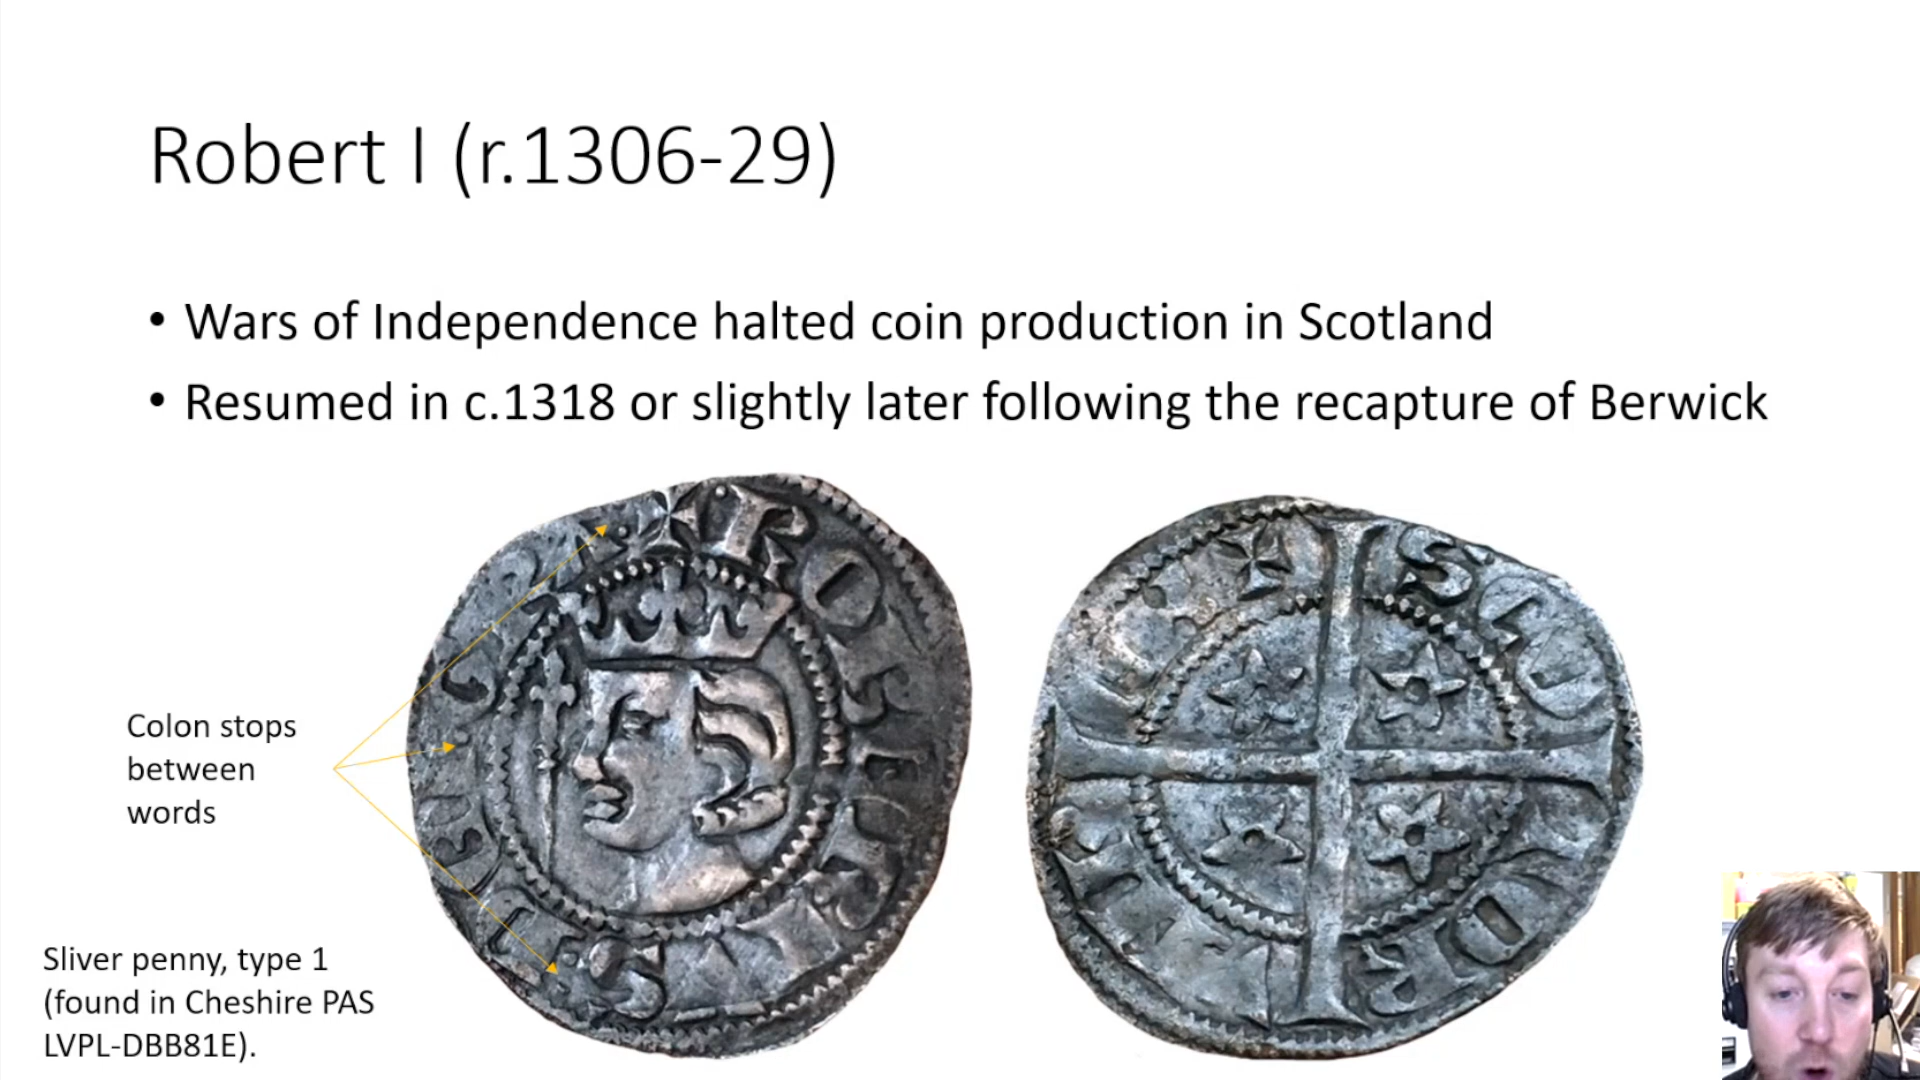 Robert I (r.1306-29)
• Wars of Independence halted coin production in Scotland
• Resumed in c.1318 or slightly later following the recapture of Berwick
Colon stops
between
words
Sliver penny, type 1
(found in Cheshire PAS
LVPL-DBB81E).